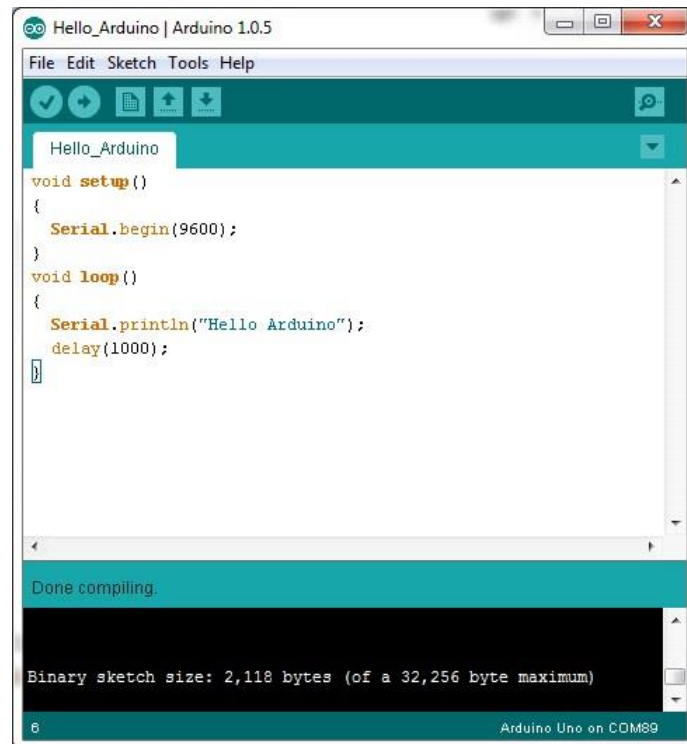 Hello_Arduino | Arduino 1.0.5
File Edit Sketch Tools Help
Hello_Arduino
void setup()
{
  Serial.begin(9600);
}
void loop()
{
  Serial.println("Hello Arduino");
  delay(1000);
}
Done compiling.
Binary sketch size: 2,118 bytes (of a 32,256 byte maximum)
6 Arduino Uno on COM89